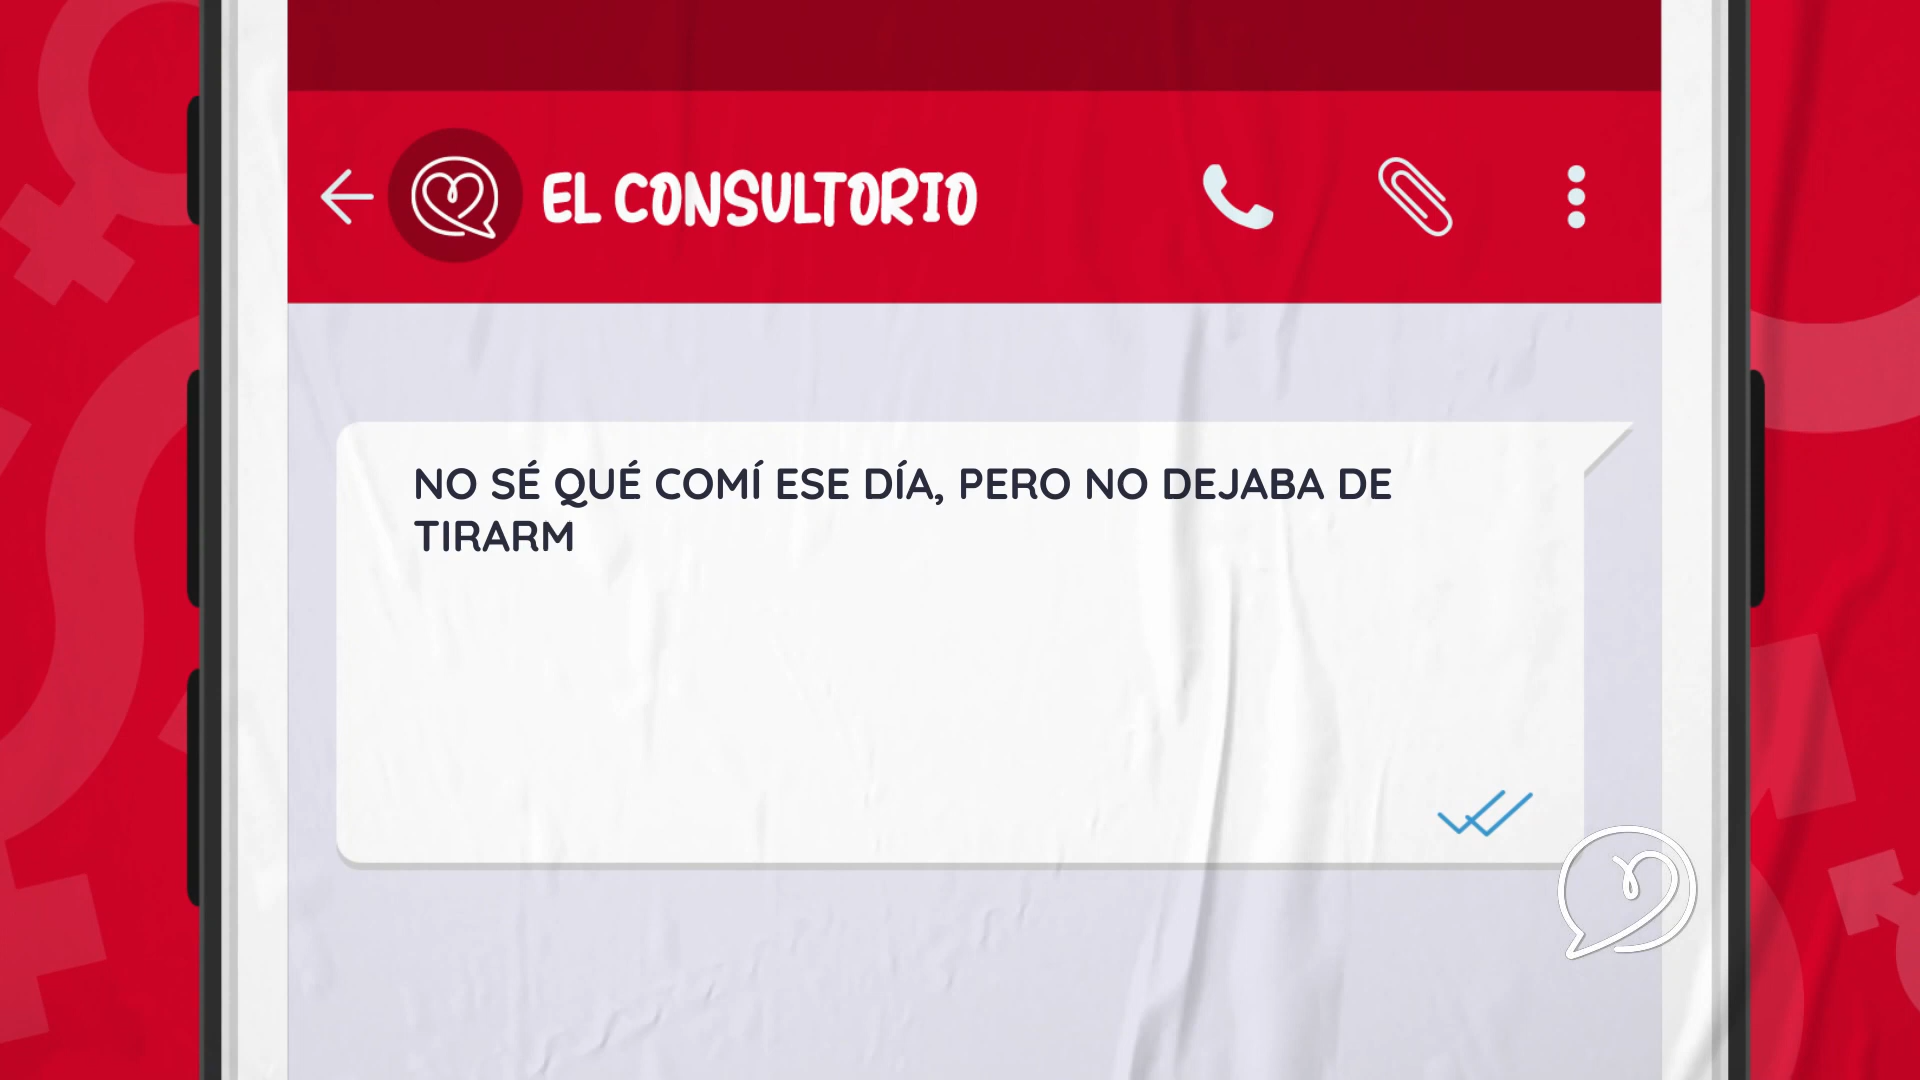 EL CONSULTORIO
NO SÉ QUÉ COMÍ ESE DÍA, PERO NO DEJABA DE
TIRARM